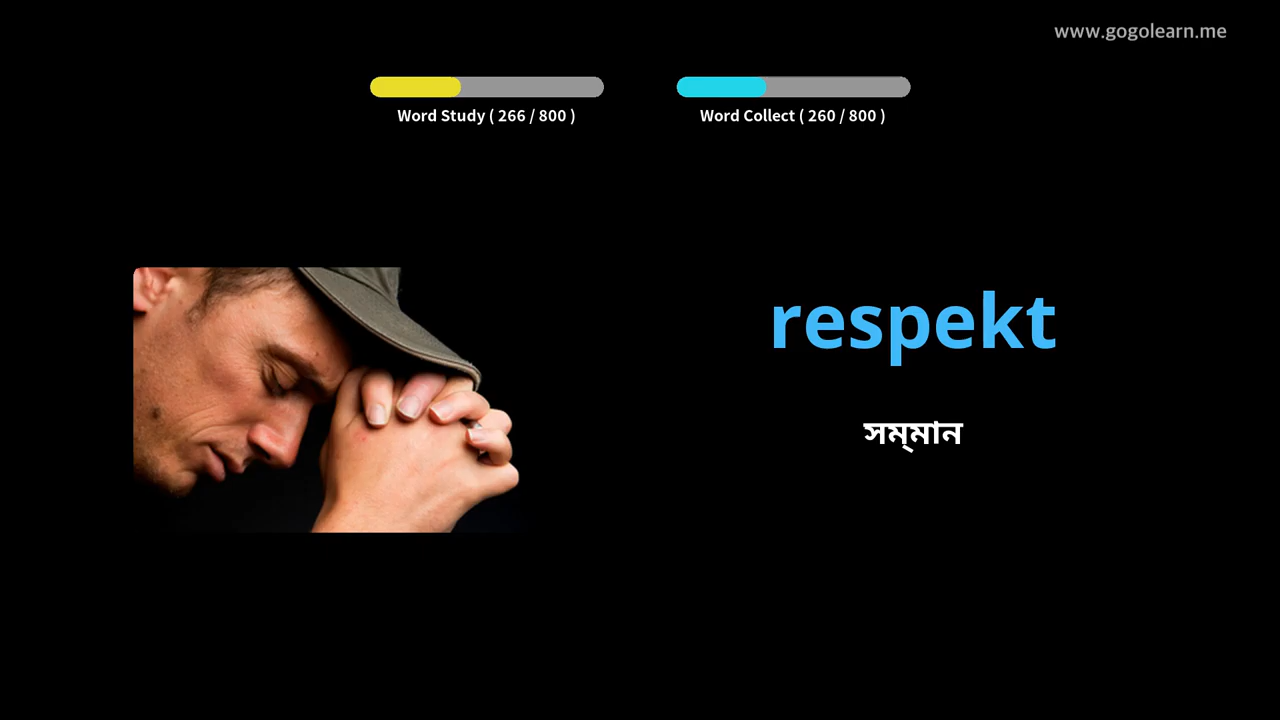 www.gogolearn.me
Word Study ( 266 / 800 )
Word Collect ( 260 / 800 )
respekt
সম্মান